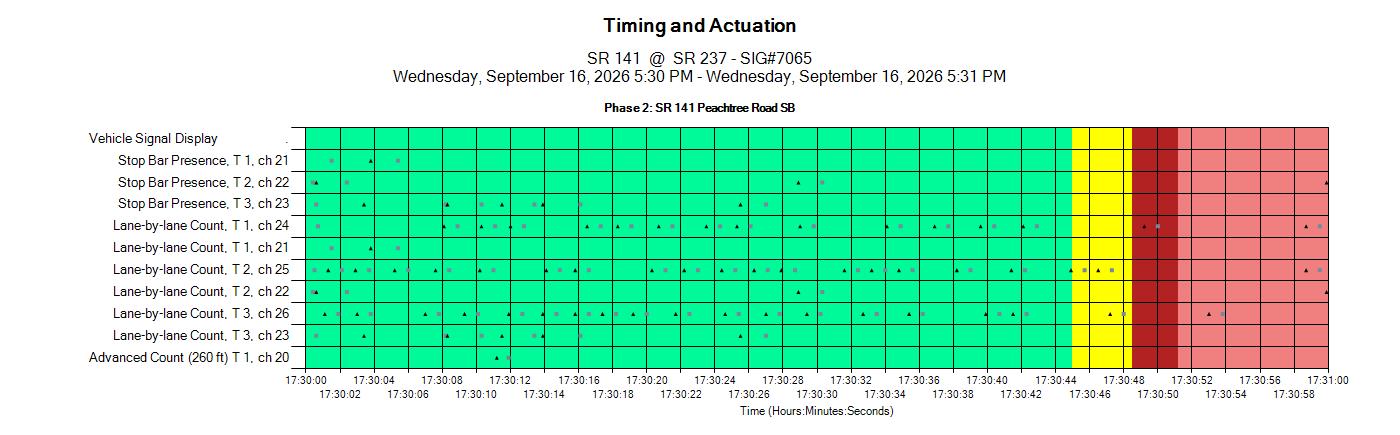 Timing and Actuation
SR 141 @ SR 237 - SIG#7065
Wednesday, September 16, 2026 5:30 PM - Wednesday, September 16, 2026 5:31 PM
Phase 2: SR 141 Peachtree Road SB
Vehicle Signal Display .
Stop Bar Presence, T 1, ch 21
Stop Bar Presence, T 2, ch 22
Stop Bar Presence, T 3, ch 23
Lane-by-lane Count, T 1, ch 24
Lane-by-lane Count, T 1, ch 21
Lane-by-lane Count, T 2, ch 25
Lane-by-lane Count, T 2, ch 22
Lane-by-lane Count, T 3, ch 26
Lane-by-lane Count, T 3, ch 23
Advanced Count (260 ft) T 1, ch 20
17:30:00 17:30:04 17:30:08 17:30:12 17:30:16 17:30:20 17:30:24 17:30:28 17:30:32 17:30:36 17:30:40 17:30:44 17:30:48 17:30:52 17:30:56 17:31:00
17:30:02 17:30:06 17:30:10 17:30:14 17:30:18 17:30:22 17:30:26 17:30:30 17:30:34 17:30:38 17:30:42 17:30:46 17:30:50 17:30:54 17:30:58
Time (Hours:Minutes:Seconds)